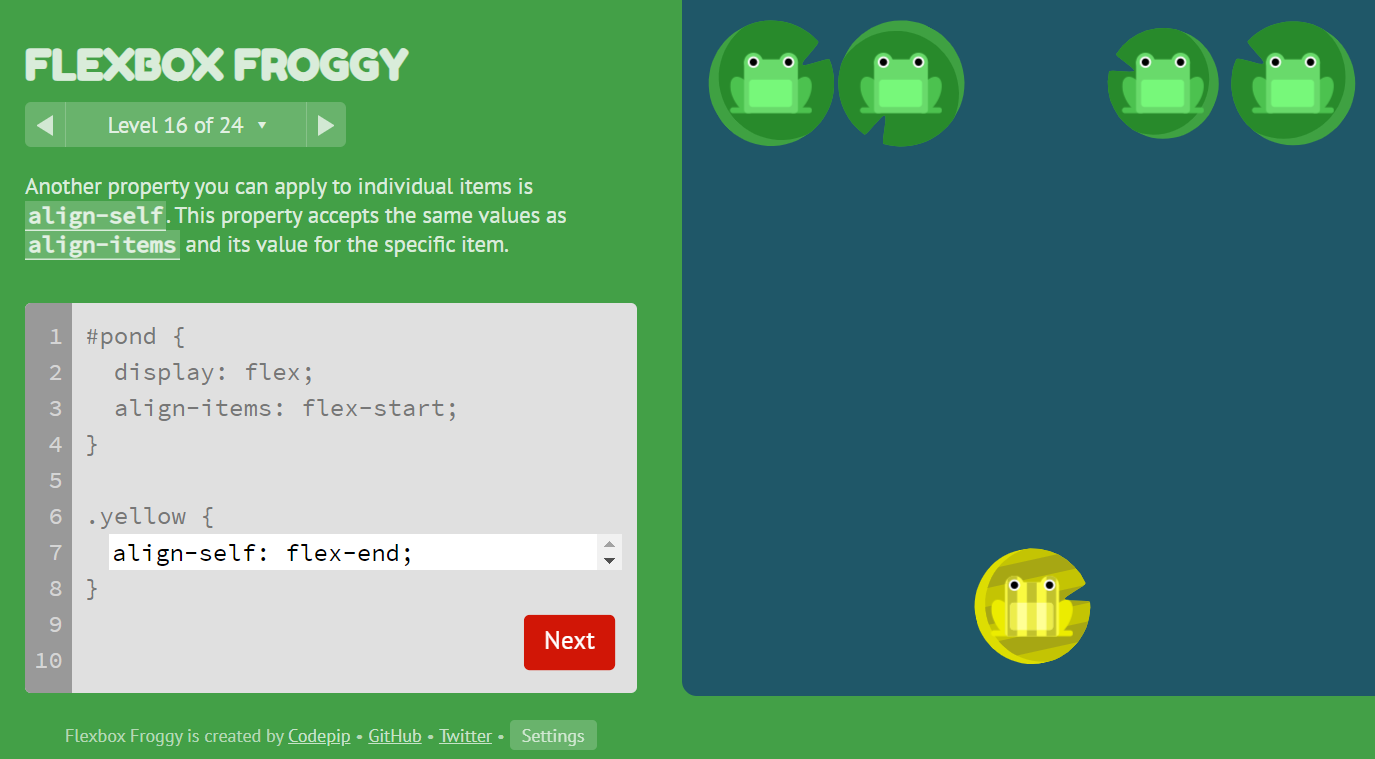 FLEXBOX FROGGY
Level 16 of 24 ▼
Another property you can apply to individual items is
align-self. This property accepts the same values as
align-items and its value for the specific item.
1 #pond {
2   display: flex;
3   align-items: flex-start;
4 }
5
6 .yellow {
7   align-self: flex-end;
8 }
9
10
Next
Flexbox Froggy is created by Codepip • GitHub • Twitter • Settings